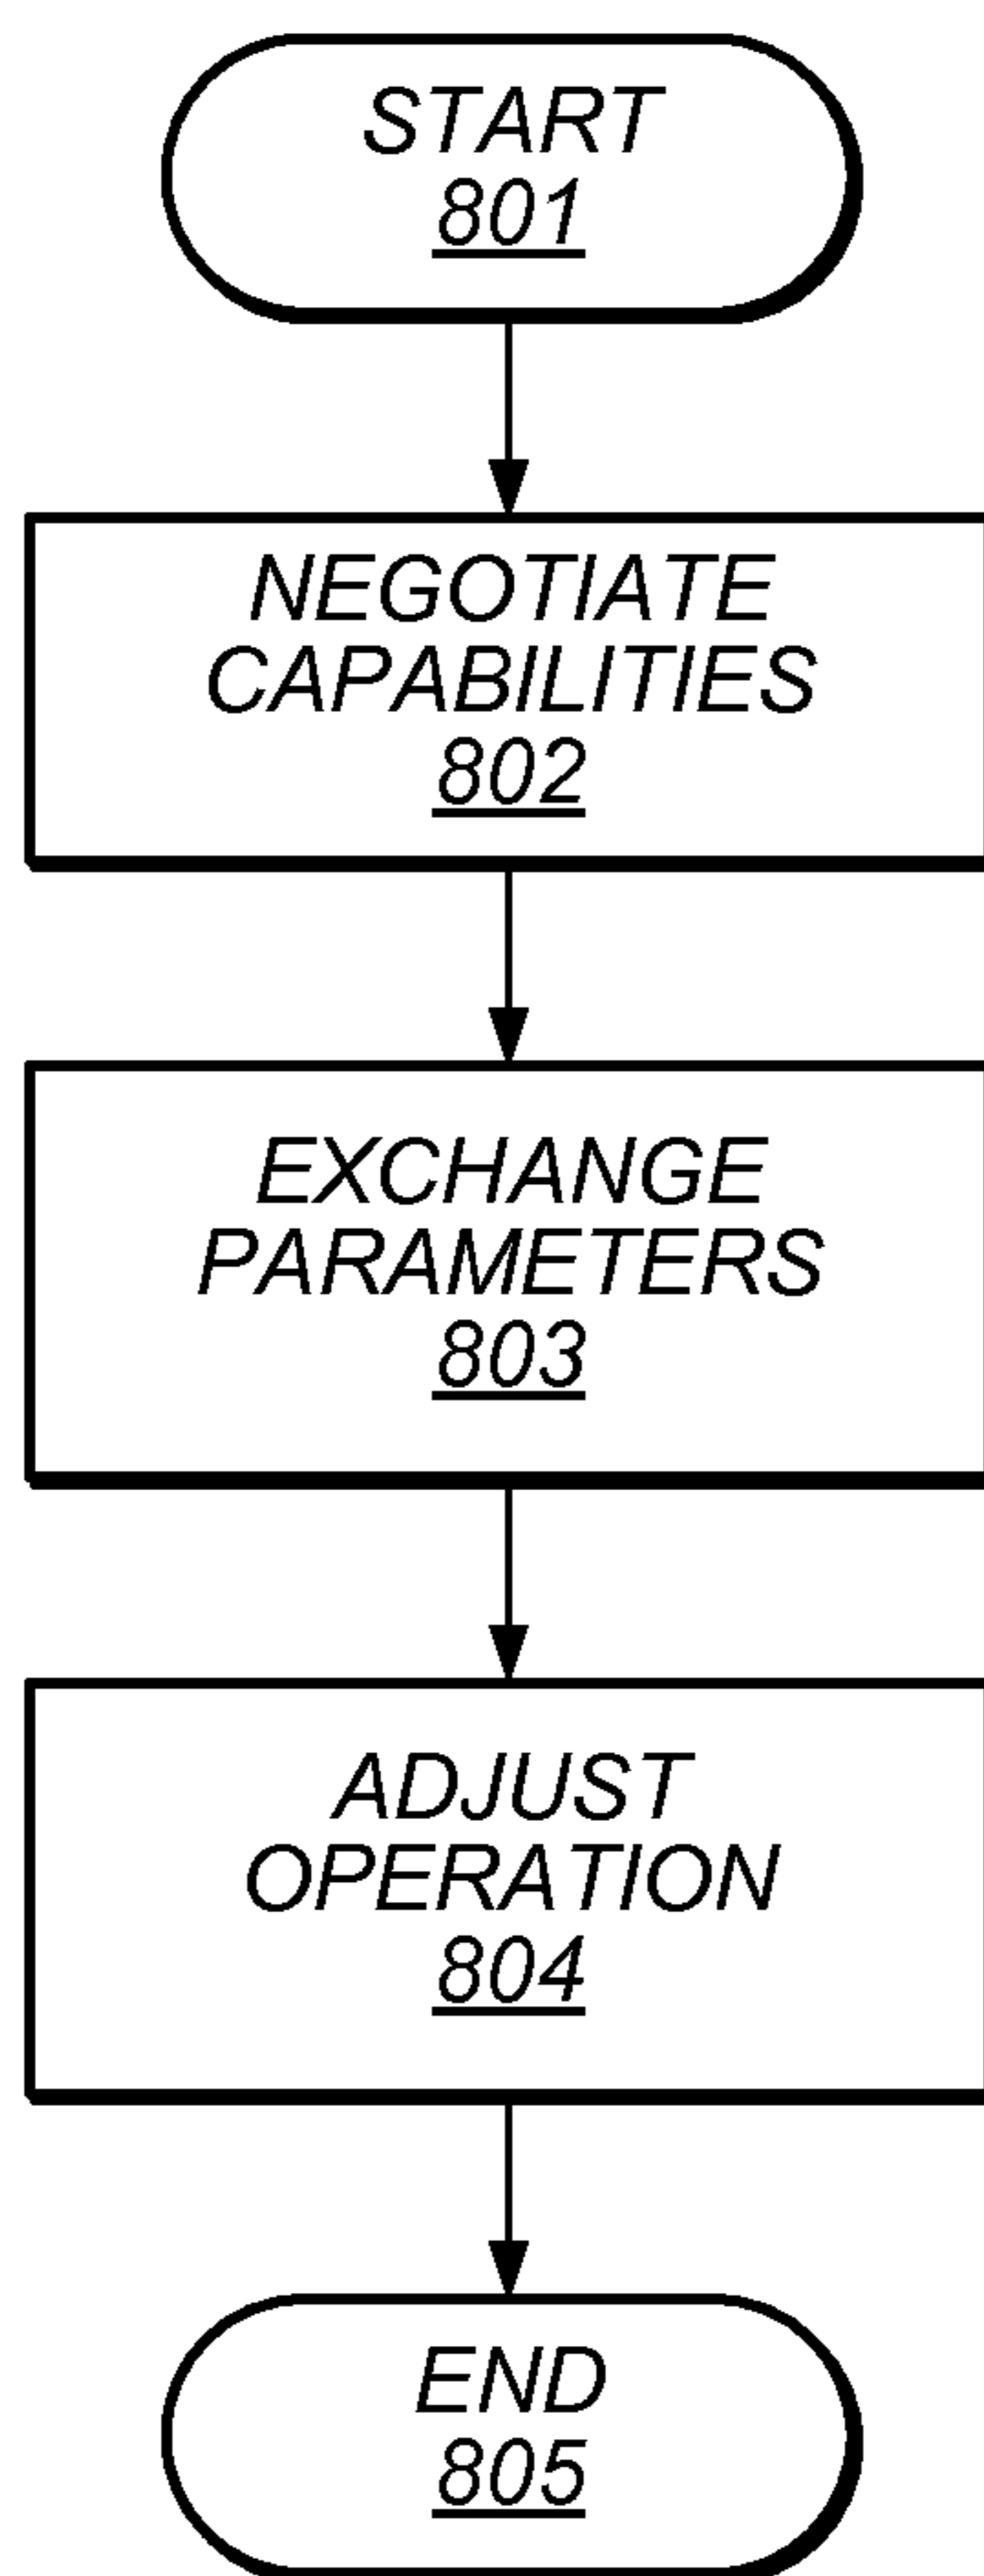 START
801
NEGOTIATE
CAPABILITIES
802
EXCHANGE
PARAMETERS
803
ADJUST
OPERATION
804
END
805